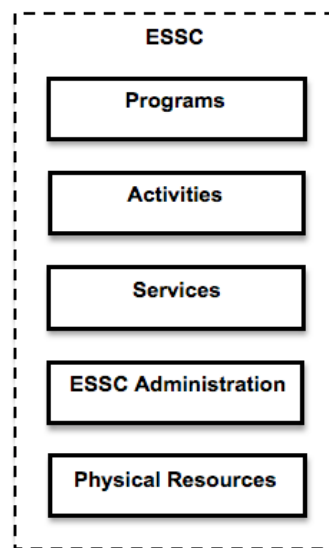 ESSC
Programs
Activities
Services
ESSC Administration
Physical Resources